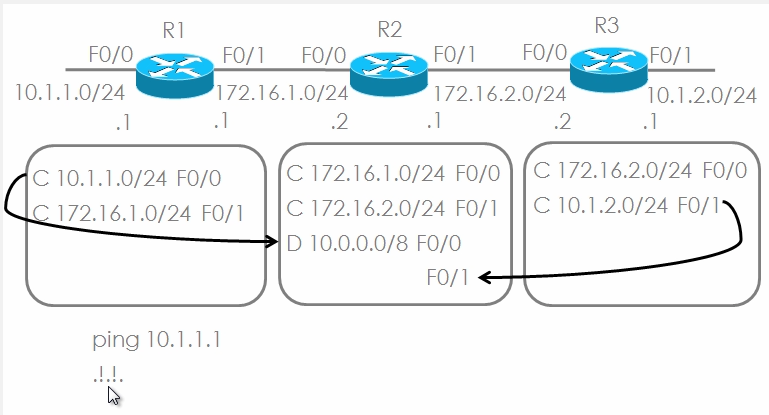 R1 R2 R3
F0/0 F0/1 F0/0 F0/1 F0/0 F0/1
10.1.1.0/24 172.16.1.0/24 172.16.2.0/24 10.1.2.0/24
.1 .1 .2 .1 .2 .1
C 10.1.1.0/24 F0/0
C 172.16.1.0/24 F0/1
C 172.16.1.0/24 F0/0
C 172.16.2.0/24 F0/1
D 10.0.0.0/8 F0/0
F0/1
C 172.16.2.0/24 F0/0
C 10.1.2.0/24 F0/1
ping 10.1.1.1
.!.!.